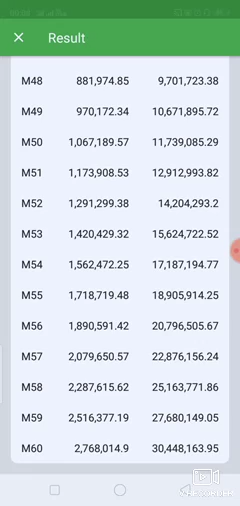 Result
M48 881,974.85 9,701,723.38
M49 970,172.34 10,671,895.72
M50 1,067,189.57 11,739,085.29
M51 1,173,908.53 12,912,993.82
M52 1,291,299.38 14,204,293.2
M53 1,420,429.32 15,624,722.52
M54 1,562,472.25 17,187,194.77
M55 1,718,719.48 18,905,914.25
M56 1,890,591.42 20,796,505.67
M57 2,079,650.57 22,876,156.24
M58 2,287,615.62 25,163,771.86
M59 2,516,377.19 27,680,149.05
M60 2,768,014.9 30,448,163.95